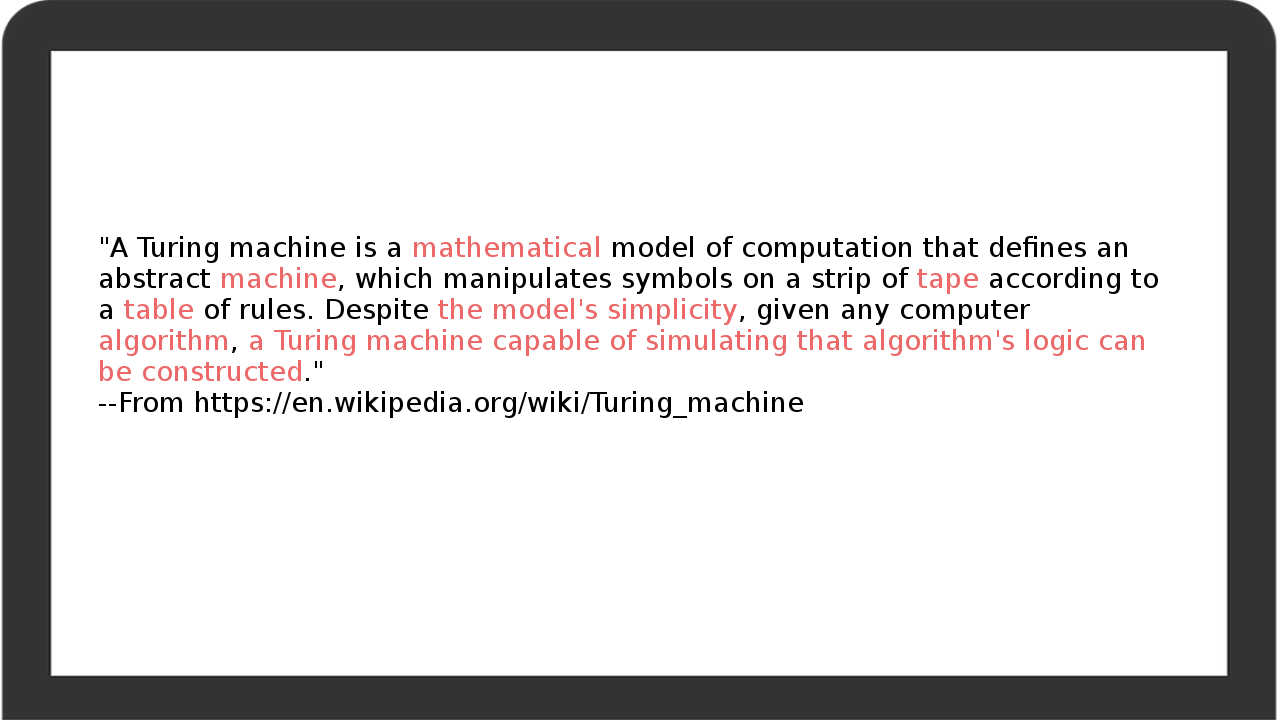 "A Turing machine is a mathematical model of computation that defines an
abstract machine, which manipulates symbols on a strip of tape according to
a table of rules. Despite the model's simplicity, given any computer
algorithm, a Turing machine capable of simulating that algorithm's logic can
be constructed."
--From https://en.wikipedia.org/wiki/Turing_machine